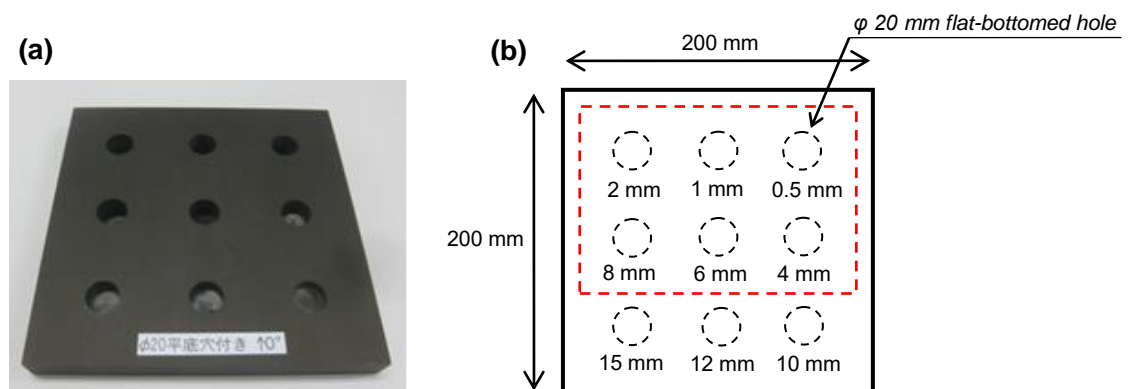 (a)
φ20平底穴付き ↑0°
(b)
φ 20 mm flat-bottomed hole
200 mm
200 mm
2 mm 1 mm 0.5 mm
8 mm 6 mm 4 mm
15 mm 12 mm 10 mm